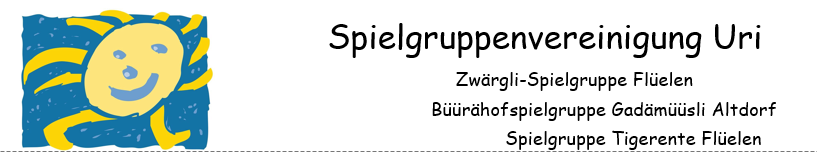 Spielgruppenvereinigung Uri
Zwärgli-Spielgruppe Flüelen
Büürähofspielgruppe Gadämüüsli Altdorf
Spielgruppe Tigerente Flüelen